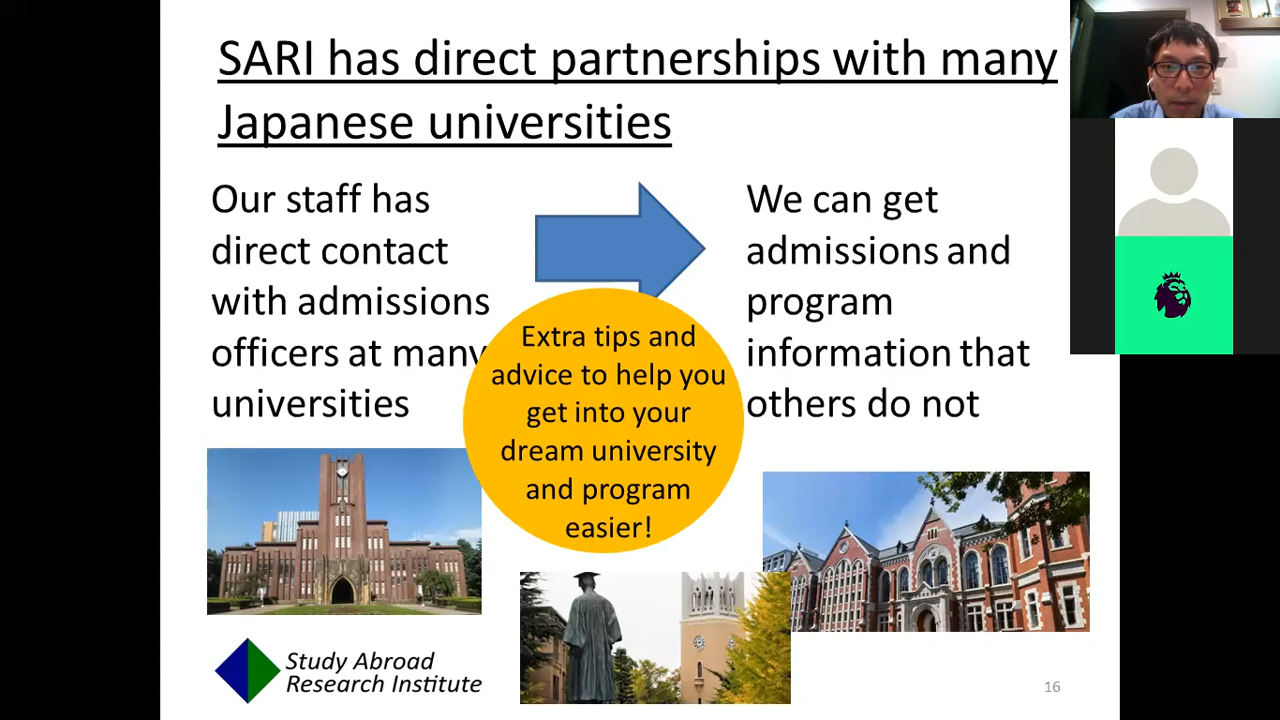 SARI has direct partnerships with many
Japanese universities
Our staff has
direct contact
with admissions
officers at many
universities
We can get
admissions and
program
information that
others do not
Extra tips and
advice to help you
get into your
dream university
and program
easier!
Study Abroad
Research Institute
16